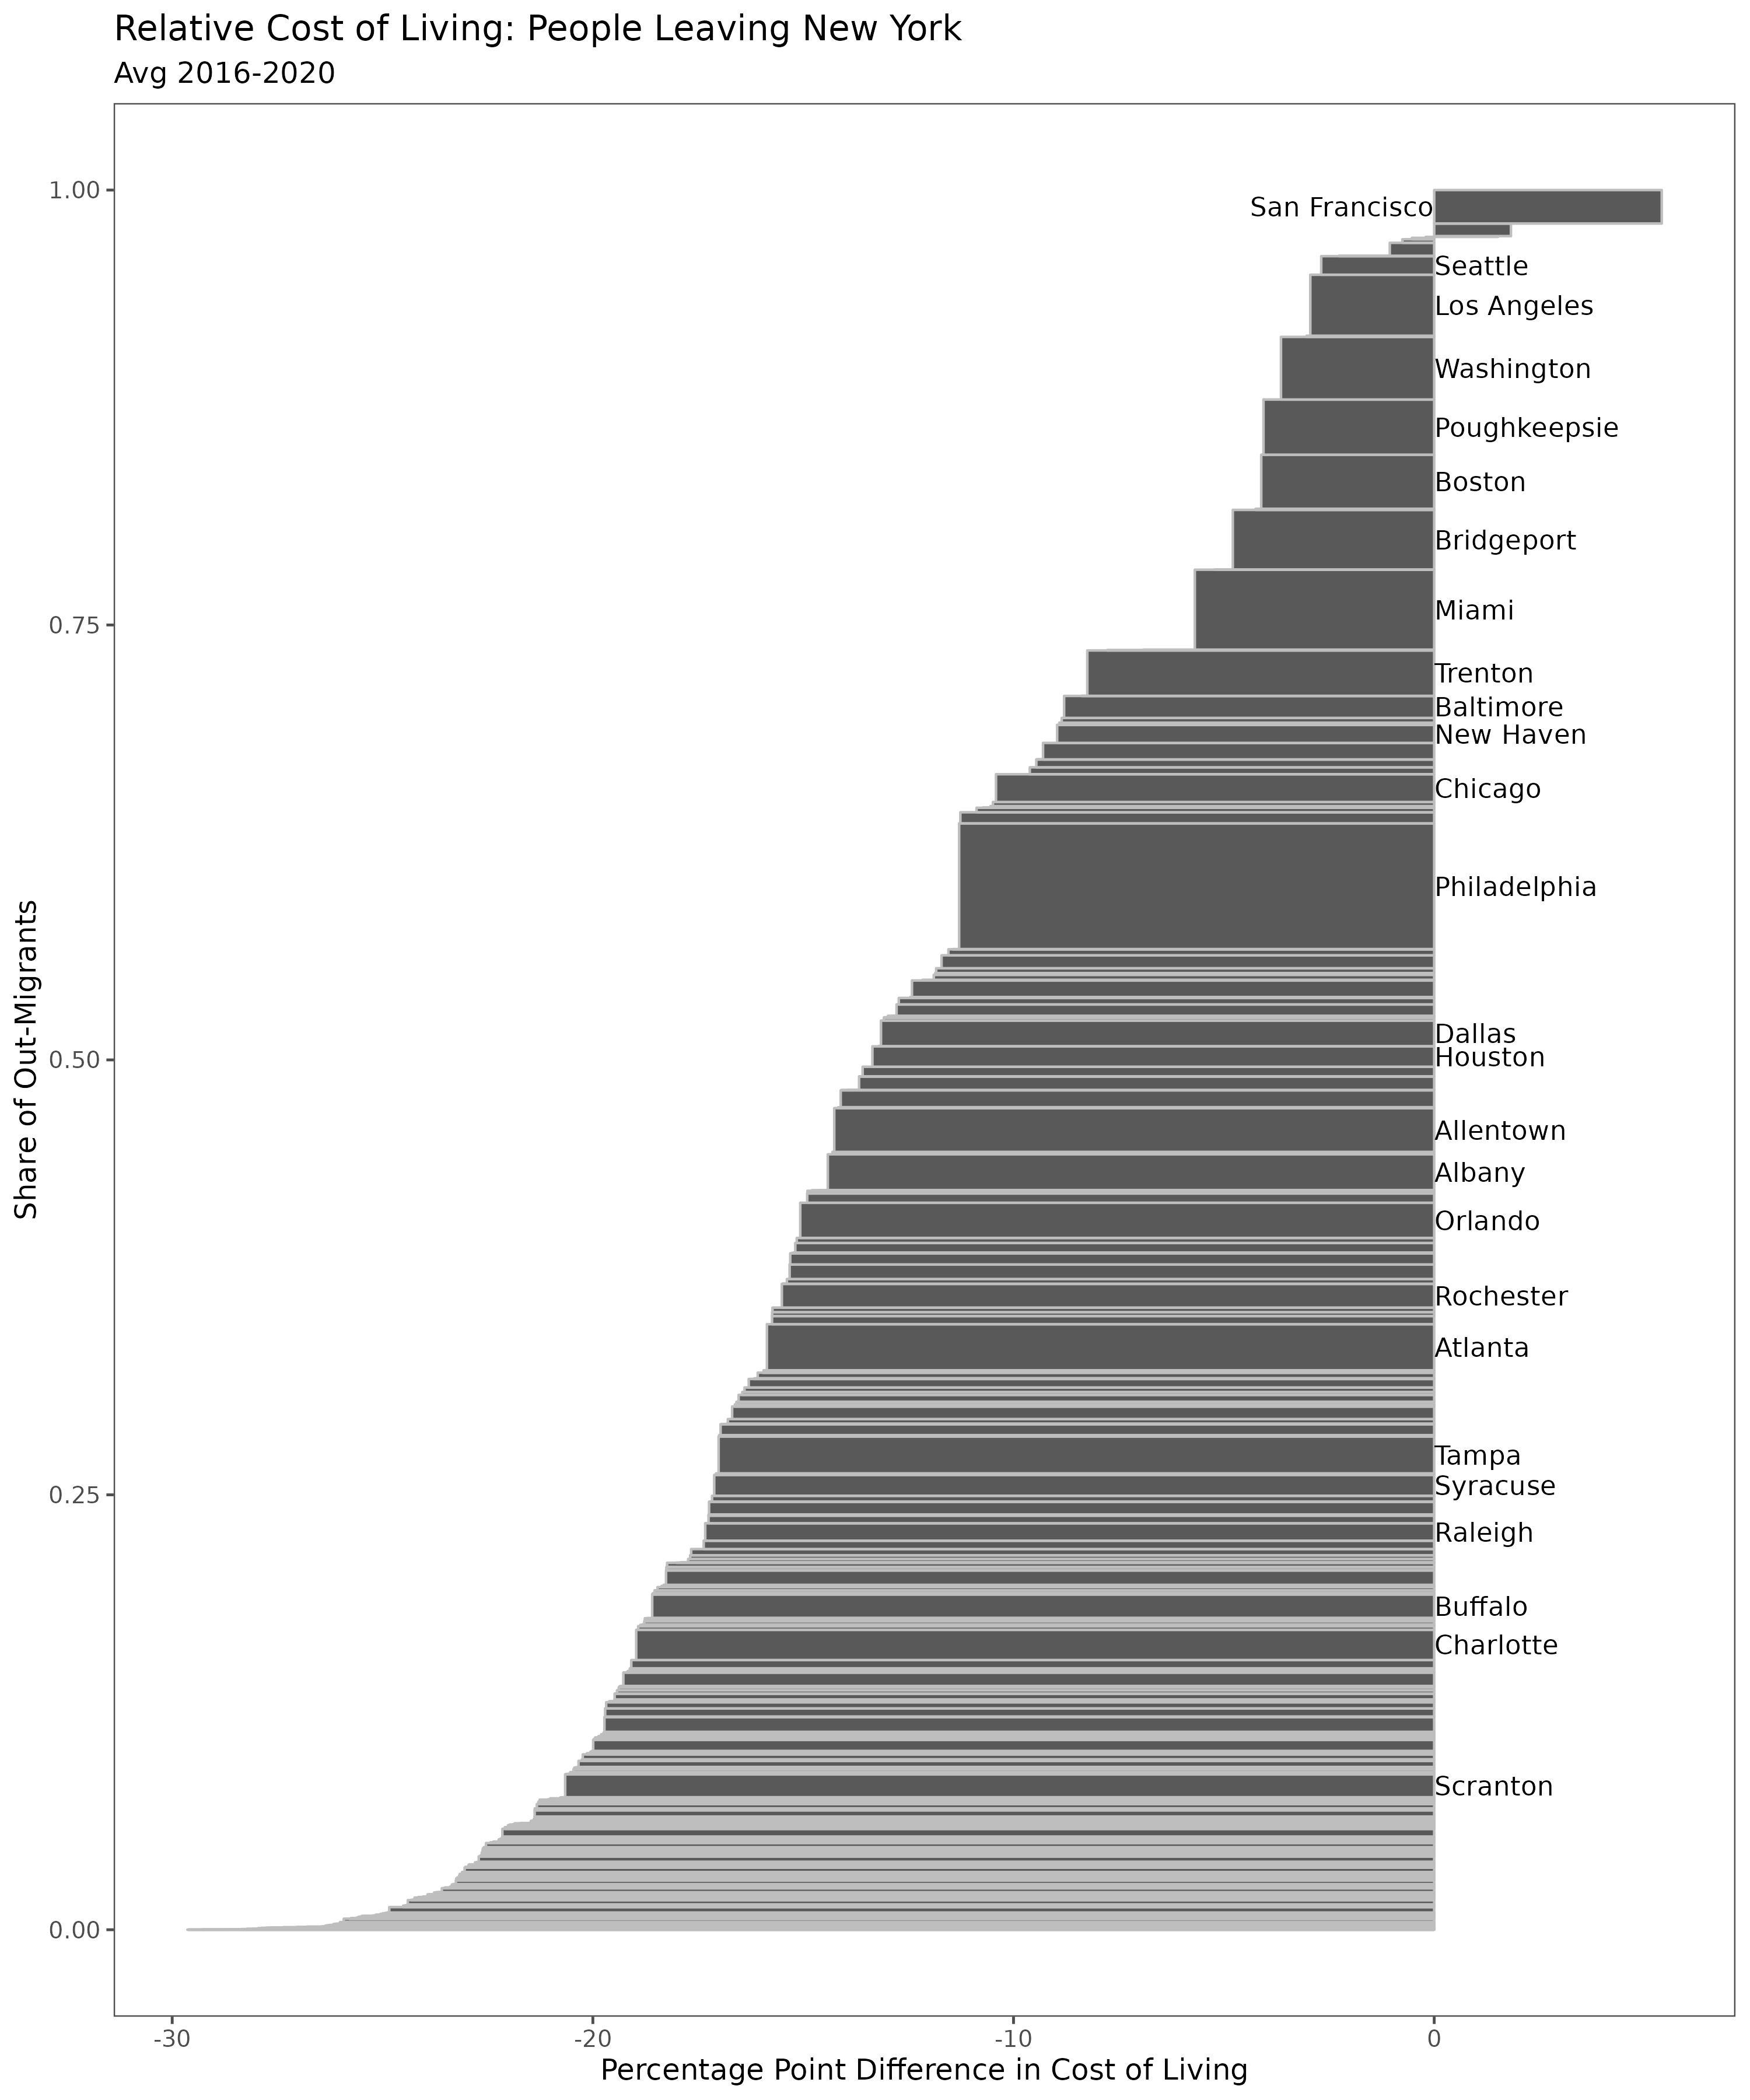 Relative Cost of Living: People Leaving New York
Avg 2016-2020
1.00
0.75
0.50
0.25
0.00
Share of Out-Migrants
San Francisco
Seattle
Los Angeles
Washington
Poughkeepsie
Boston
Bridgeport
Miami
Trenton
Baltimore
New Haven
Chicago
Philadelphia
Dallas
Houston
Allentown
Albany
Orlando
Rochester
Atlanta
Tampa
Syracuse
Raleigh
Buffalo
Charlotte
Scranton
-30 -20 -10 0
Percentage Point Difference in Cost of Living